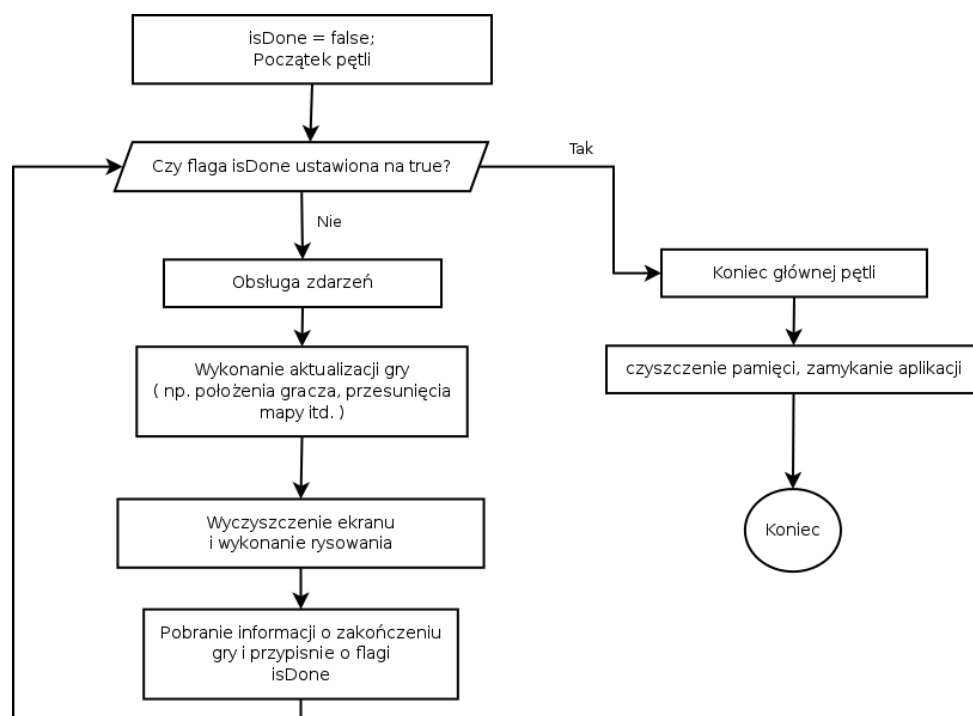 isDone = false;
Początek pętli
Czy flaga isDone ustawiona na true?
Tak
Nie
Obsługa zdarzeń
Koniec głównej pętli
Wykonanie aktualizacji gry
( np. położenia gracza, przesunięcia
mapy itd. )
czyszczenie pamięci, zamykanie aplikacji
Wyczyszczenie ekranu
i wykonanie rysowania
Koniec
Pobranie informacji o zakończeniu
gry i przypisnie o flagi
isDone